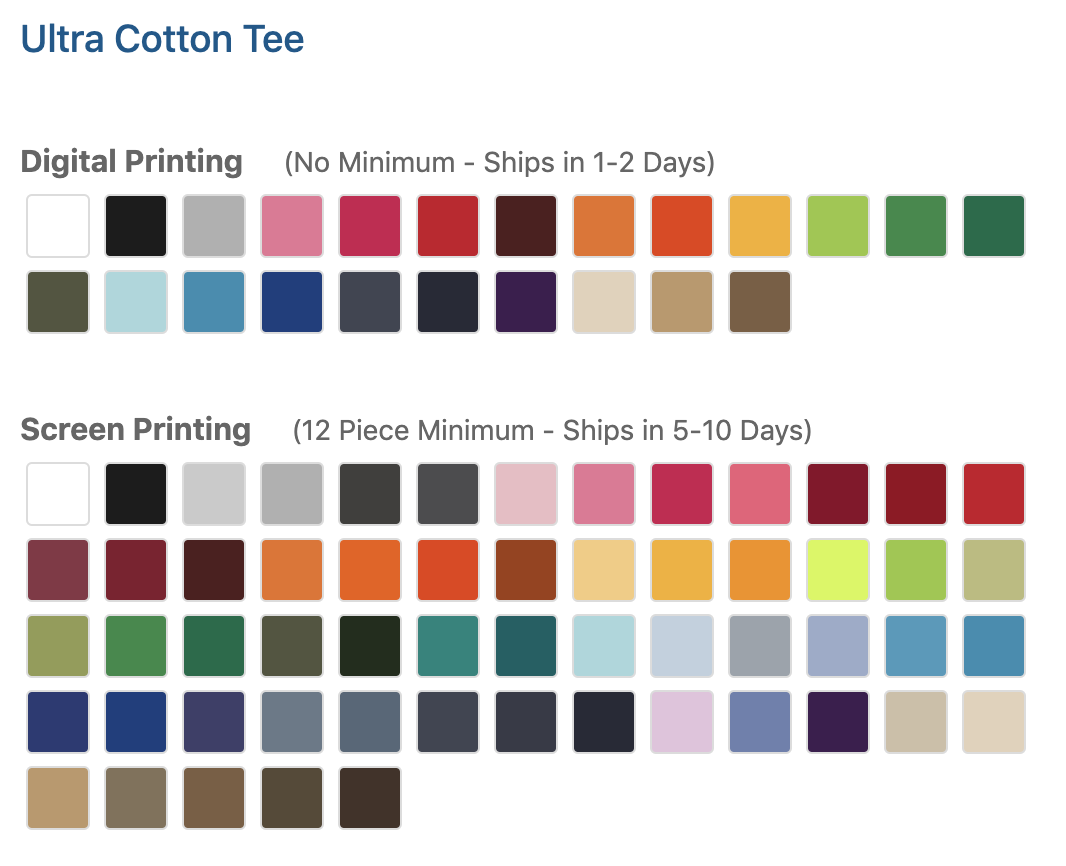 Ultra Cotton Tee
Digital Printing (No Minimum - Ships in 1-2 Days)
Screen Printing (12 Piece Minimum - Ships in 5-10 Days)